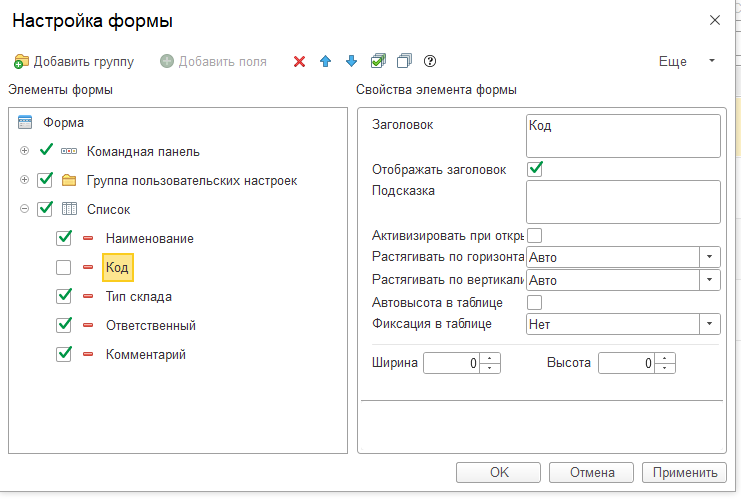 Настройка формы
Добавить группу
Добавить поля
Еще
Элементы формы
Свойства элемента формы
Форма
Командная панель
Группа пользовательских настроек
Список
Наименование
Код
Тип склада
Ответственный
Комментарий
Заголовок
Код
Отображать заголовок
Подсказка
Активизировать при откры
Растягивать по горизонта
Авто
Растягивать по вертикали
Авто
Автовысота в таблице
Фиксация в таблице
Нет
Ширина
0
Высота
0
OK
Отмена
Применить